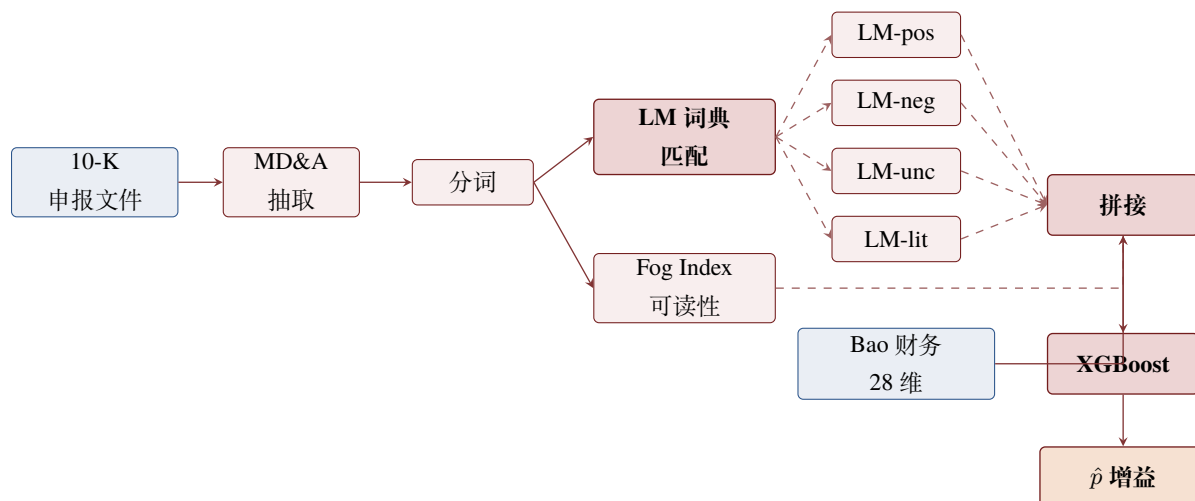 10-K
申报文件
MD&A
抽取
分词
LM 词典
匹配
Fog Index
可读性
LM-pos
LM-neg
LM-unc
LM-lit
拼接
Bao 财务
28 维
XGBoost
p̂ 增益